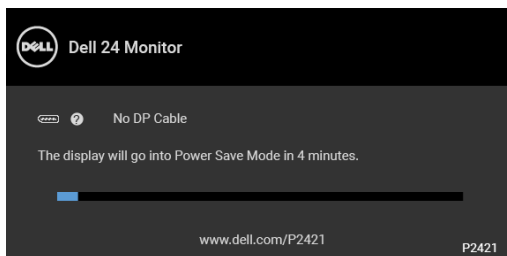 DELL Dell 24 Monitor
? No DP Cable
The display will go into Power Save Mode in 4 minutes.
www.dell.com/P2421
P2421